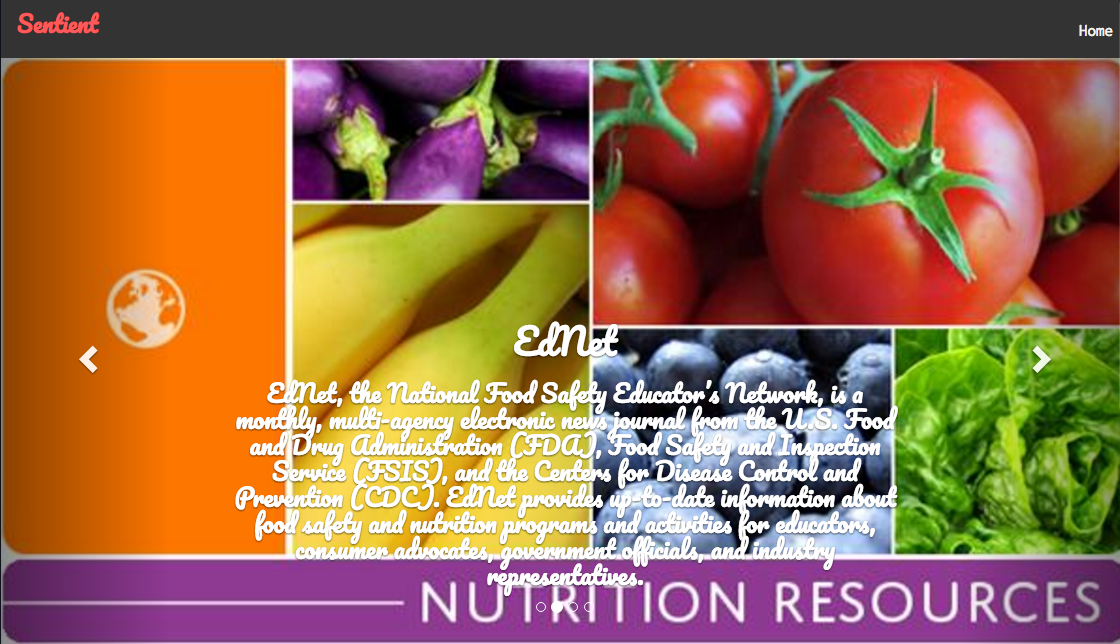 Sentient
Home
EdNet
EdNet, the National Food Safety Educator's Network, is a
monthly, multi-agency electronic news journal from the U.S. Food
and Drug Administration (FDA), Food Safety and Inspection
Service (FSIS), and the Centers for Disease Control and
Prevention (CDC). EdNet provides up-to-date information about
food safety and nutrition programs and activities for educators,
consumer advocates, government officials, and industry
representatives.
NUTRITION RESOURCES